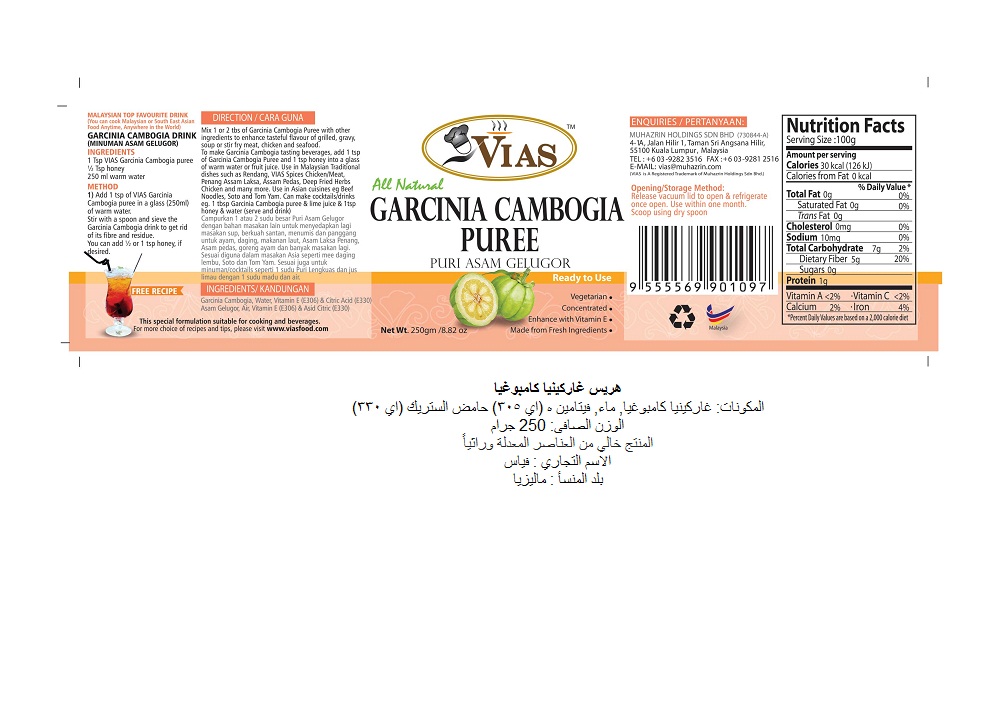 MALAYSIAN TOP FAVOURITE DRINK
(You can cook Malaysian or South East Asian
Food Anytime, Anywhere in the World)
GARCINIA CAMBOGIA DRINK
(MINUMAN ASAM GELUGOR)
INGREDIENTS
1 Tsp VIAS Garcinia Cambogia puree
½ Tsp honey
250 ml warm water
METHOD
1) Add 1 tsp of VIAS Garcinia
Cambogia puree in a glass (250ml)
of warm water.
Stir with a spoon and sieve the
Garcinia Cambogia drink to get rid
of its fibre and residue.
You can add ½ or 1 tsp honey, if
desired.
FREE RECIPE
This special formulation suitable for cooking and beverages.
For more choice of recipes and tips, please visit www.viasfood.com
DIRECTION / CARA GUNA
Mix 1 or 2 tbs of Garcinia Cambogia Puree with other
ingredients to enhance tasteful flavour of grilled, gravy,
soup or stir fry meat, chicken and seafood.
To make Garcinia Cambogia tasting beverages, add 1 tsp
of Garcinia Cambogia Puree and 1 tsp honey into a glass
of warm water or fruit juice. Use in Malaysian Traditional
dishes such as Rendang, VIAS Spices Chicken/Meat,
Penang Assam Laksa, Assam Pedas, Deep Fried Herbs
Chicken and many more. Use in Asian cuisines eg Beef
Noodles, Soto and Tom Yam. Can make cocktails/drinks
eg, 1 tbsp Garcinia Cambogia puree & lime juice & 1tsp
honey & water (serve and drink)
Campurkan 1 atau 2 sudu besar Puri Asam Gelugor
dengan bahan masakan lain untuk menyedapkan lagi
masakan sup, berkuah santan, menumis dan panggang
untuk ayam, daging, makanan laut, Asam Laksa Penang,
Asam pedas, goreng ayam dan banyak masakan lagi.
Sesuai diguna dalam masakan Asia seperti mee daging
lembu, Soto dan Tom Yam. Sesuai juga untuk
minuman/cocktails seperti 1 sudu Puri Lengkuas dan jus
limau dengan 1 sudu madu dan air.
INGREDIENTS/ KANDUNGAN
Garcinia Cambogia, Water, Vitamin E (E306) & Citric Acid (E330)
Asam Gelugor, Air, Vitamin E (E306) & Asid Citric (E330)
VIAS
TM
All Natural
GARCINIA CAMBOGIA
PUREE
PURI ASAM GELUGOR
Ready to Use
Vegetarian •
Concentrated •
Enhance with Vitamin E •
Made from Fresh Ingredients •
Net Wt. 250gm /8.82 oz
ENQURIES / PERTANYAAN:
MUHAZRIN HOLDINGS SDN BHD (730844-A)
4-1A, Jalan Hilir 1, Taman Sri Angsana Hilir,
55100 Kuala Lumpur, Malaysia
TEL : +6 03-9282 3516 FAX :+6 03-9281 2516
E-MAIL: vias@muhazrin.com
(VIAS is A Registered Trademark of Muhazrin Holdings Sdn Bhd.)
Opening/Storage Method:
Release vacuum lid to open & refrigerate
once open. Use within one month.
Scoop using dry spoon
9 555569 901097
Malaysia
Nutrition Facts
Serving Size :100g
Amount per serving
Calories 30 kcal (126 kJ)
Calories from Fat 0 kcal
% Daily Value *
Total Fat 0g 0%
Saturated Fat 0g 0%
Trans Fat 0g
Cholesterol 0mg 0%
Sodium 10mg 0%
Total Carbohydrate 7g 2%
Dietary Fiber 5g 20%
Sugars 0g
Protein 1g
Vitamin A <2% ·Vitamin C <2%
Calcium 2% ·Iron 4%
*Percent Daily Values are based on a 2,000 calorie diet
هريس غاركينيا كامبوغيا
المكونات: غاركينيا كامبوغيا, ماء, فيتامين ه (اي ٣٠٥) حامض الستريك (اي ٣٣٠)
الوزن الصافي: 250 جرام
المنتج خالي من العناصر المعدلة وراثياً
الاسم التجاري : فياس
بلد المنسأ : ماليزيا